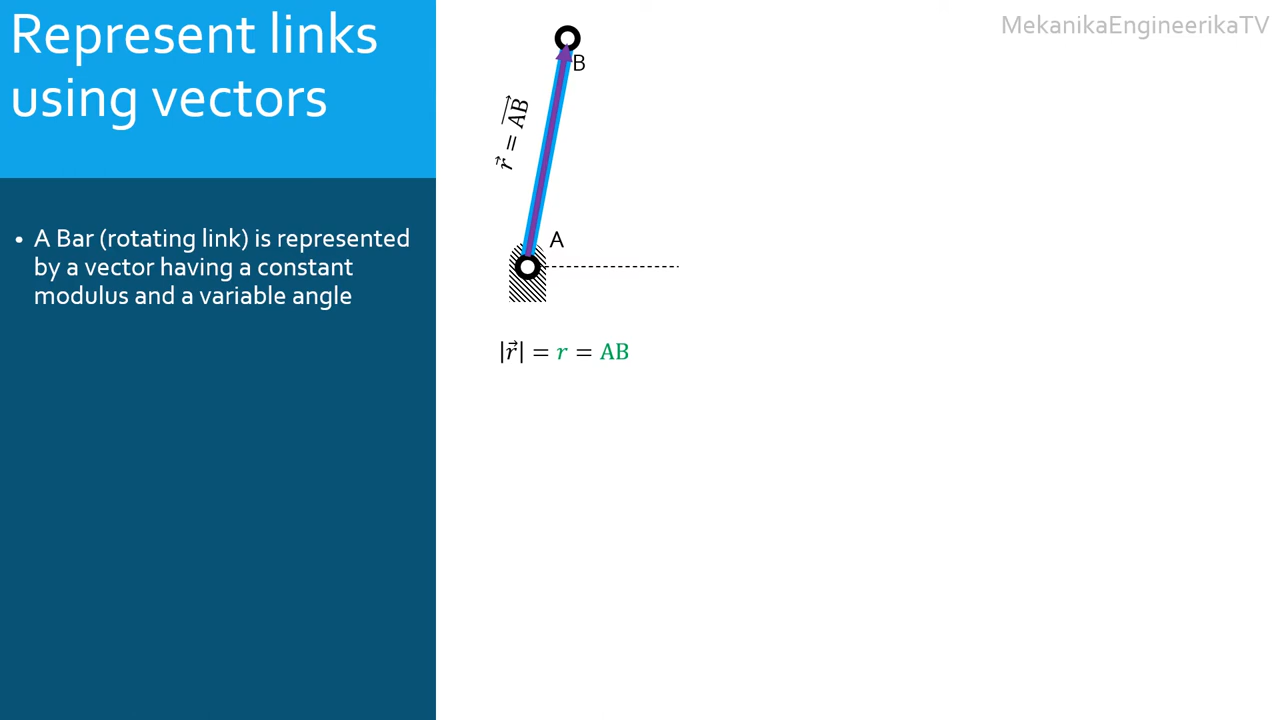 Represent links
using vectors
MekanikaEngineerikaTV
• A Bar (rotating link) is represented
by a vector having a constant
modulus and a variable angle
B
r⃗ = A⃗B⃗
A
|r⃗| = r = AB